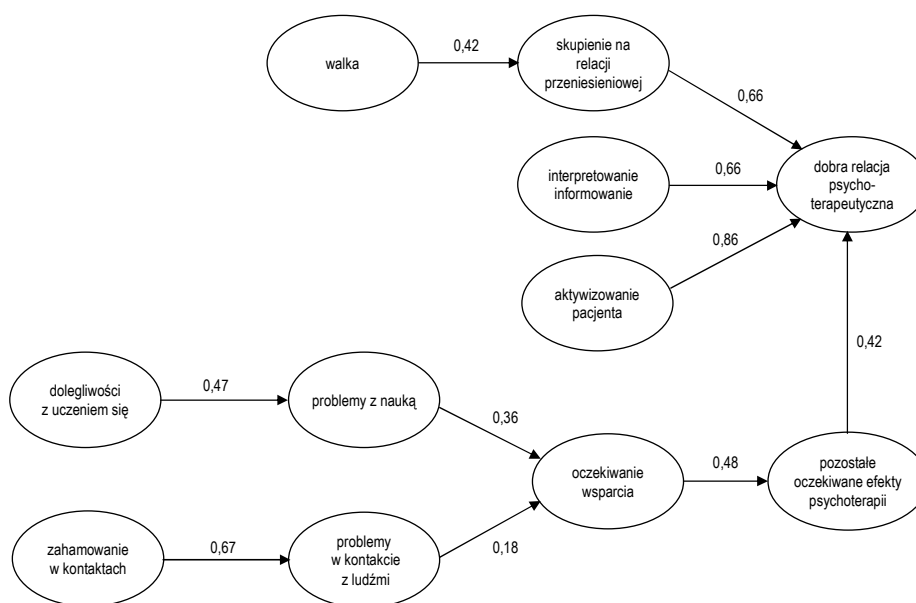 walka
0,42
skupienie na
relacji
przeniesieniowej
0,66
interpretowanie
informowanie
0,66
dobra relacja
psycho-
terapeutyczna
aktywizowanie
pacjenta
0,86
0,42
dolegliwości
z uczeniem się
0,47
problemy z nauką
0,36
oczekiwanie
wsparcia
0,48
pozostałe
oczekiwane efekty
psychoterapii
zahamowanie
w kontaktach
0,67
problemy
w kontakcie
z ludźmi
0,18